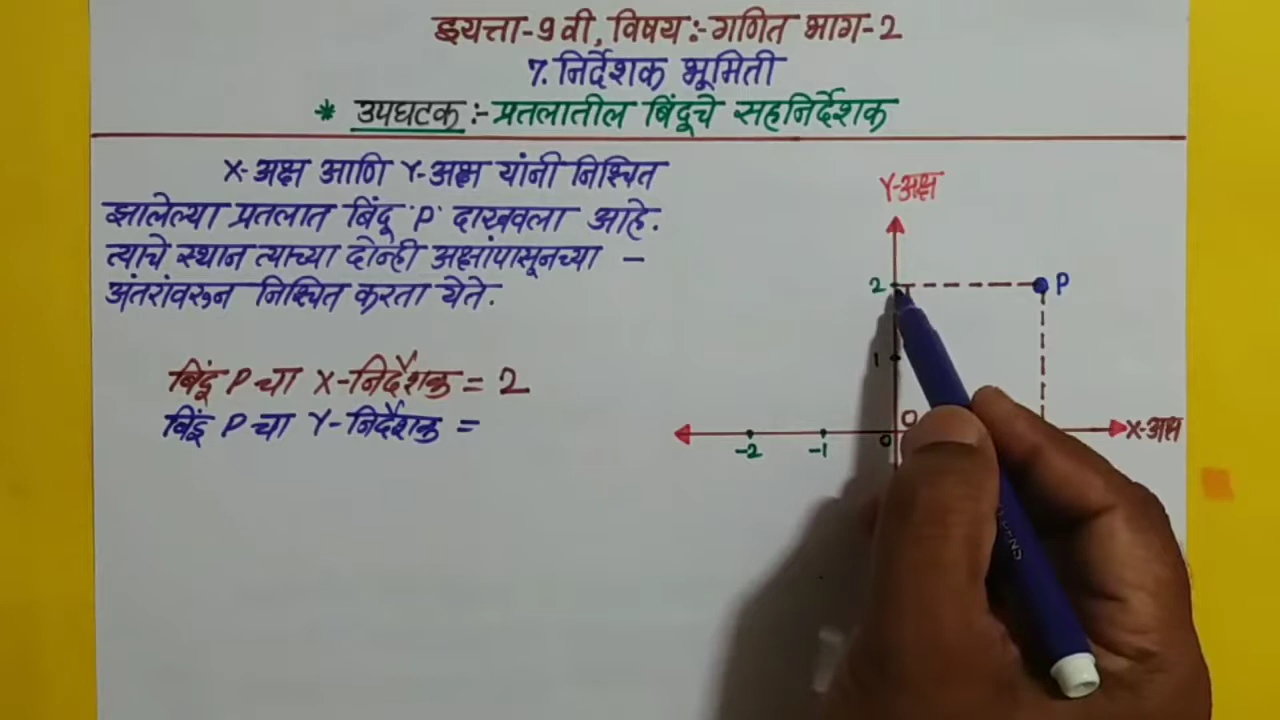 इयत्ता-9 वी, विषय:- गणित भाग-2
7. निर्देशक भूमिती
* उपघटक :- प्रतलातील बिंदूचे सहनिर्देशक
X-अक्ष आणि Y-अक्ष यांनी निश्चित
झालेल्या प्रतलात बिंदू 'P' दाखवला आहे.
त्याचे स्थान त्याच्या दोन्ही अक्षांपासूनच्या -
अंतरांवरून निश्चित करता येते.
बिंदू P चा X-निर्देशक = 2
बिंदू P चा Y-निर्देशक =
Y-अक्ष
2
P
1
O
X-अक्ष
-2
-1
0